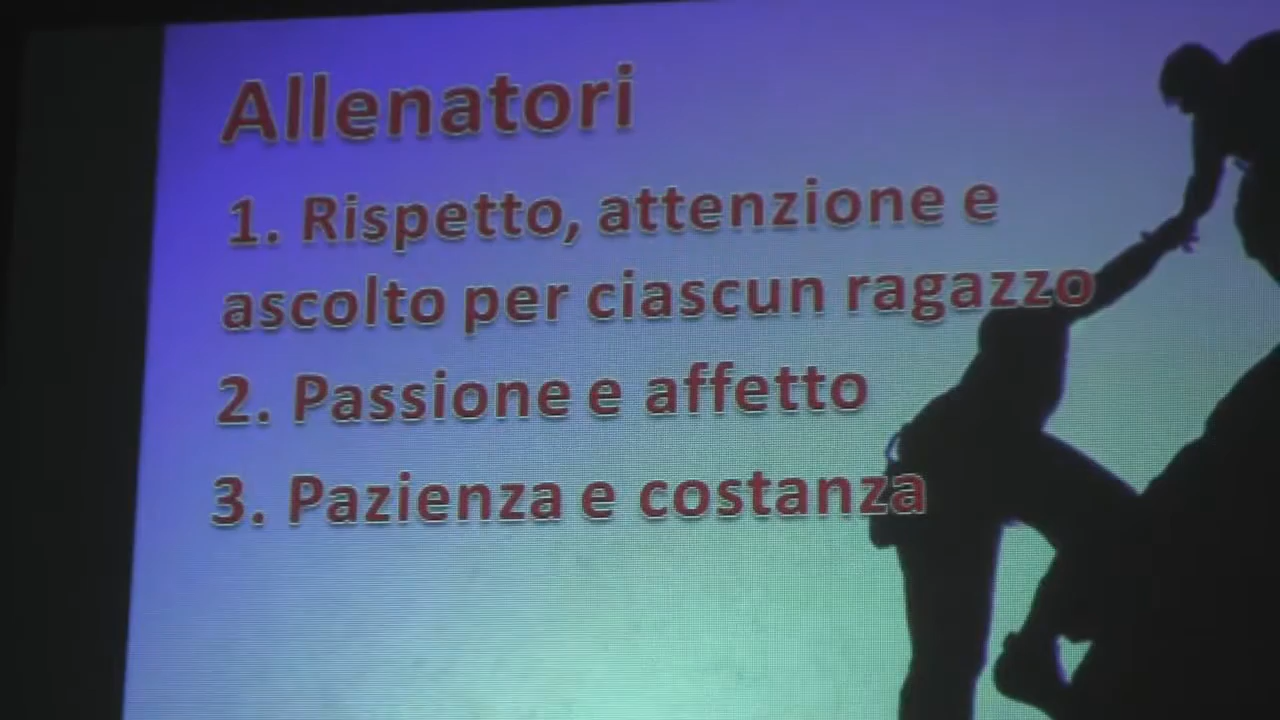 Allenatori
1. Rispetto, attenzione e
ascolto per ciascun ragazzo
2. Passione e affetto
3. Pazienza e costanza